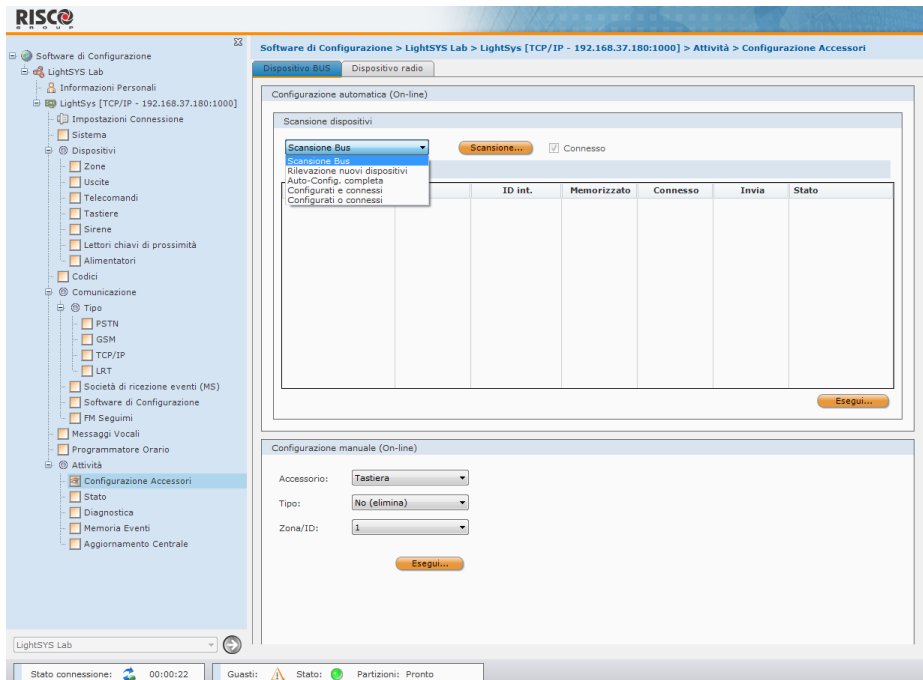 RISCO
GROUP
Software di Configurazione
LightSYS Lab
Informazioni Personali
LightSys [TCP/IP - 192.168.37.180:1000]
Impostazioni Connessione
Sistema
Dispositivi
Zone
Uscite
Telecomandi
Tastiere
Sirene
Lettori chiavi di prossimità
Alimentatori
Codici
Comunicazione
Tipo
PSTN
GSM
TCP/IP
LRT
Società di ricezione eventi (MS)
Software di Configurazione
FM Seguimi
Messaggi Vocali
Programmatore Orario
Attività
Configurazione Accessori
Stato
Diagnostica
Memoria Eventi
Aggiornamento Centrale
LightSYS Lab
Software di Configurazione > LightSYS Lab > LightSys [TCP/IP - 192.168.37.180:1000] > Attività > Configurazione Accessori
Dispositivo BUS Dispositivo radio
Configurazione automatica (On-line)
Scansione dispositivi
Scansione Bus Scansione... Connesso
Scansione Bus
Rilevazione nuovi dispositivi
Auto-Config. completa
Configurati e connessi
Configurati o connessi
ID int. Memorizzato Connesso Invia Stato
Esegui...
Configurazione manuale (On-line)
Accessorio: Tastiera
Tipo: No (elimina)
Zona/ID: 1
Esegui...
Stato connessione: 00:00:22 Guasti: Stato: Partizioni: Pronto